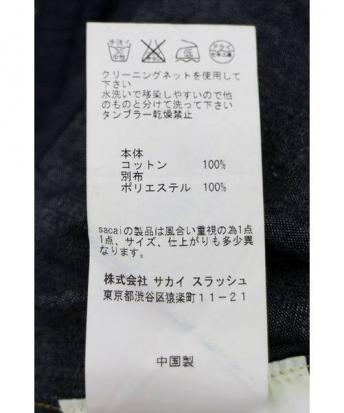 手洗イ
中性
ドライ
セキユ系
クリーニングネットを使用して
下さい
水洗いで移染しやすいので他
のものと分けて洗って下さい
タンブラー乾燥禁止
本体
コットン 100%
別布
ポリエステル 100%
sacaiの製品は風合い重視の為1点
1点、サイズ、仕上がりも多少異
なります。
株式会社 サカイ スラッシュ
東京都渋谷区猿楽町11-21
中国製